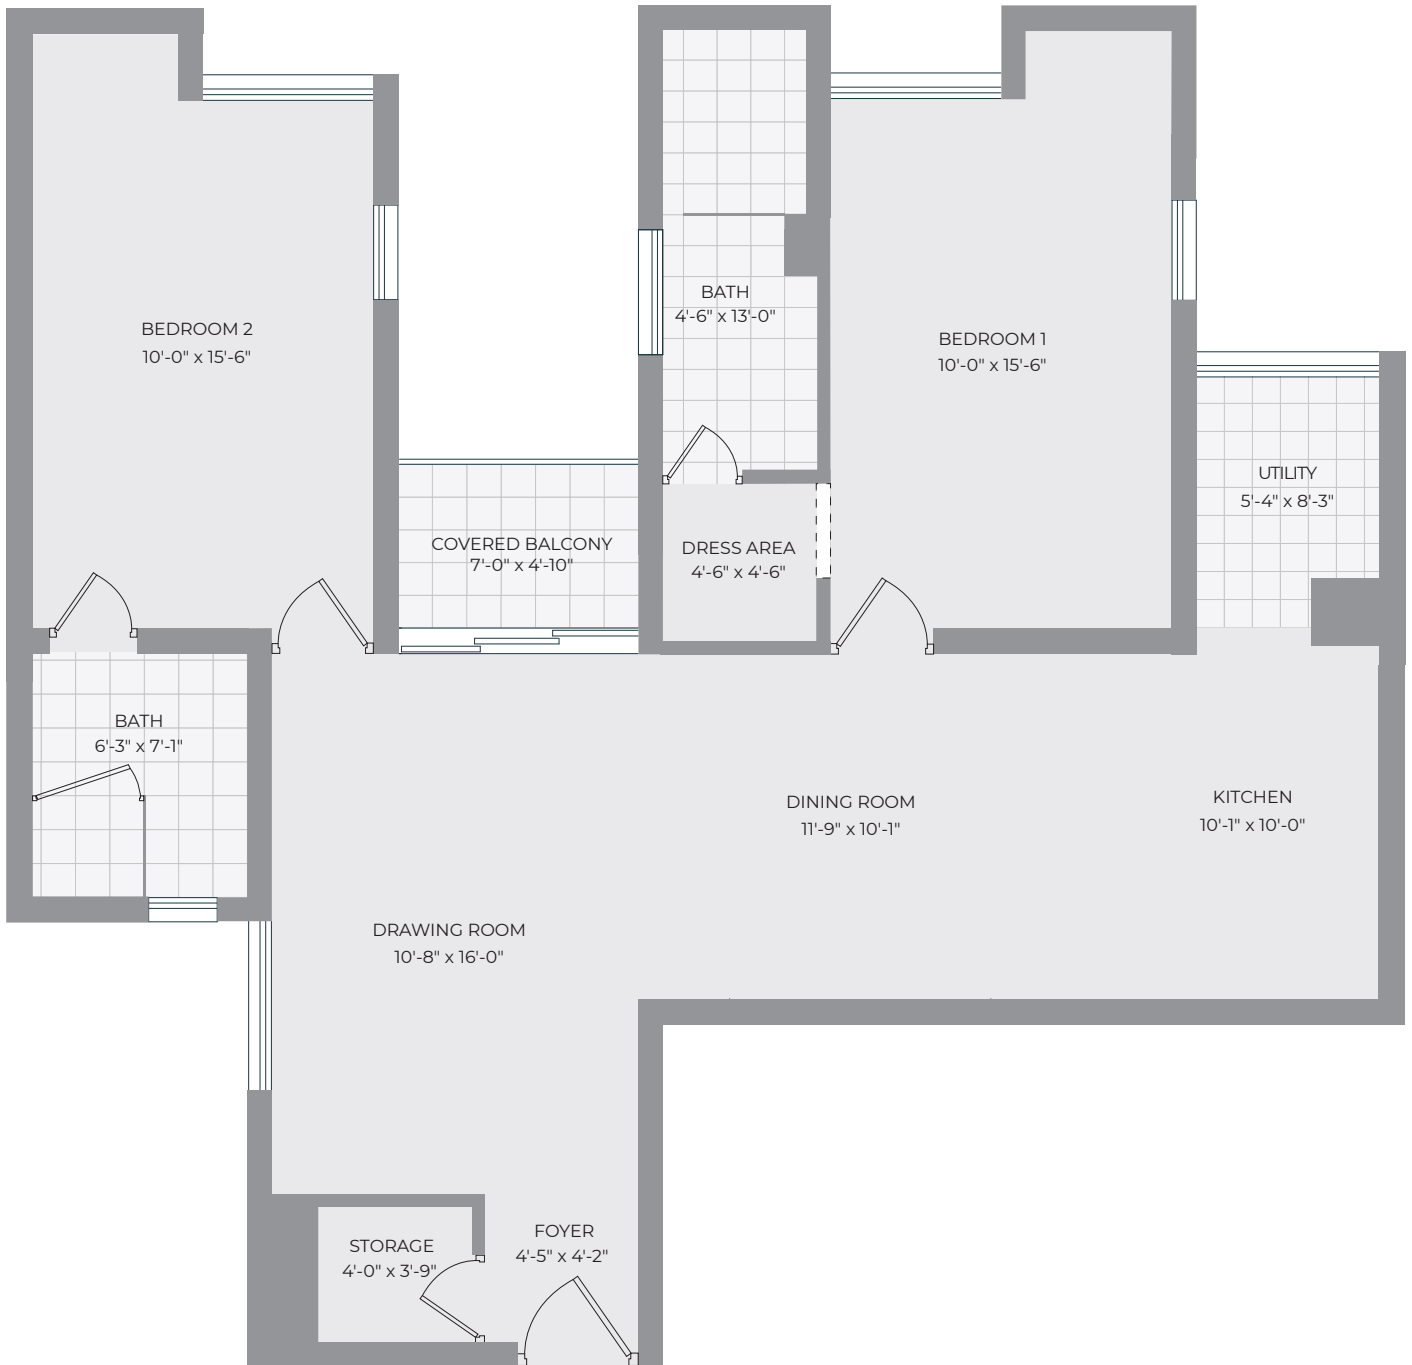 BATH
4'-6" x 13'-0"
BEDROOM 2
10'-0" x 15'-6"
BEDROOM 1
10'-0" x 15'-6"
UTILITY
5'-4" x 8'-3"
COVERED BALCONY
7'-0" x 4'-10"
DRESS AREA
4'-6" x 4'-6"
BATH
6'-3" x 7'-1"
DINING ROOM
11'-9" x 10'-1"
KITCHEN
10'-1" x 10'-0"
DRAWING ROOM
10'-8" x 16'-0"
FOYER
4'-5" x 4'-2"
STORAGE
4'-0" x 3'-9"